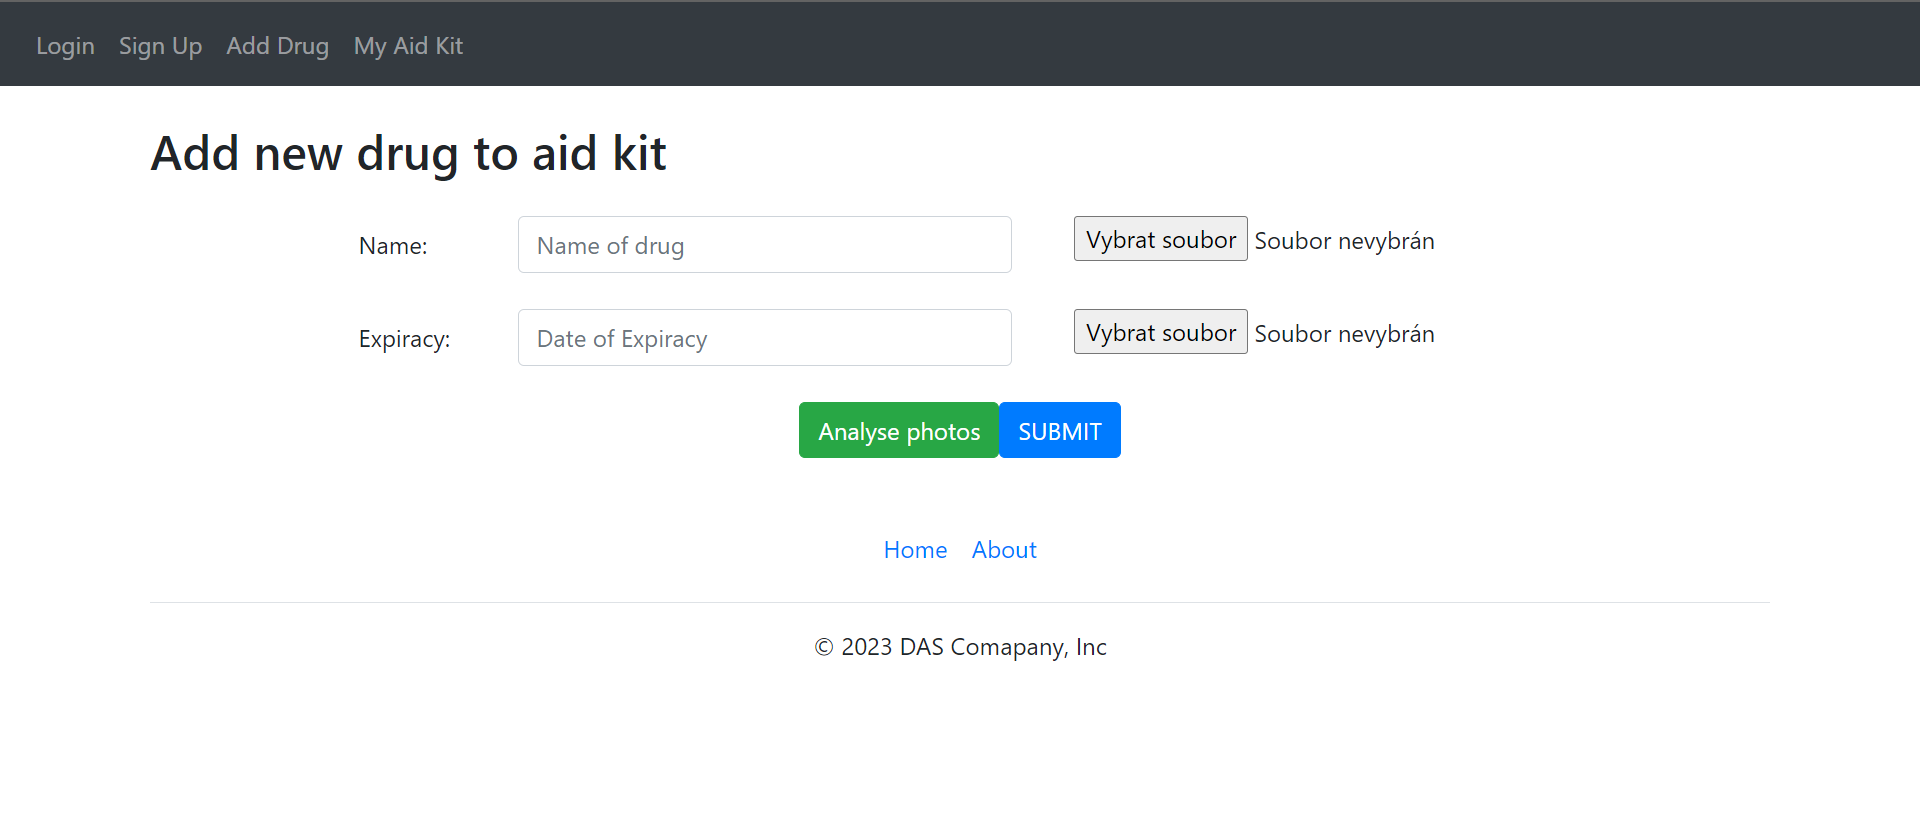 Login Sign Up Add Drug My Aid Kit
Add new drug to aid kit
Name: Name of drug Vybrat soubor Soubor nevybrán
Expiracy: Date of Expiracy Vybrat soubor Soubor nevybrán
Analyse photos SUBMIT
Home About
© 2023 DAS Comapany, Inc